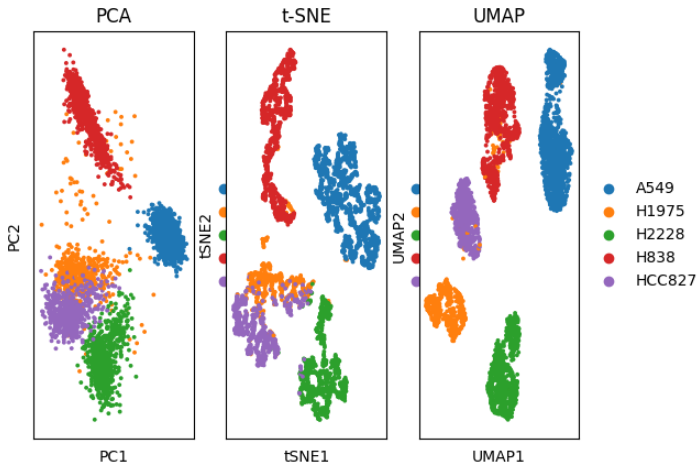 PCA
t-SNE
UMAP
PC2
tSNE2
UMAP2
A549
H1975
H2228
H838
HCC827
PC1
tSNE1
UMAP1